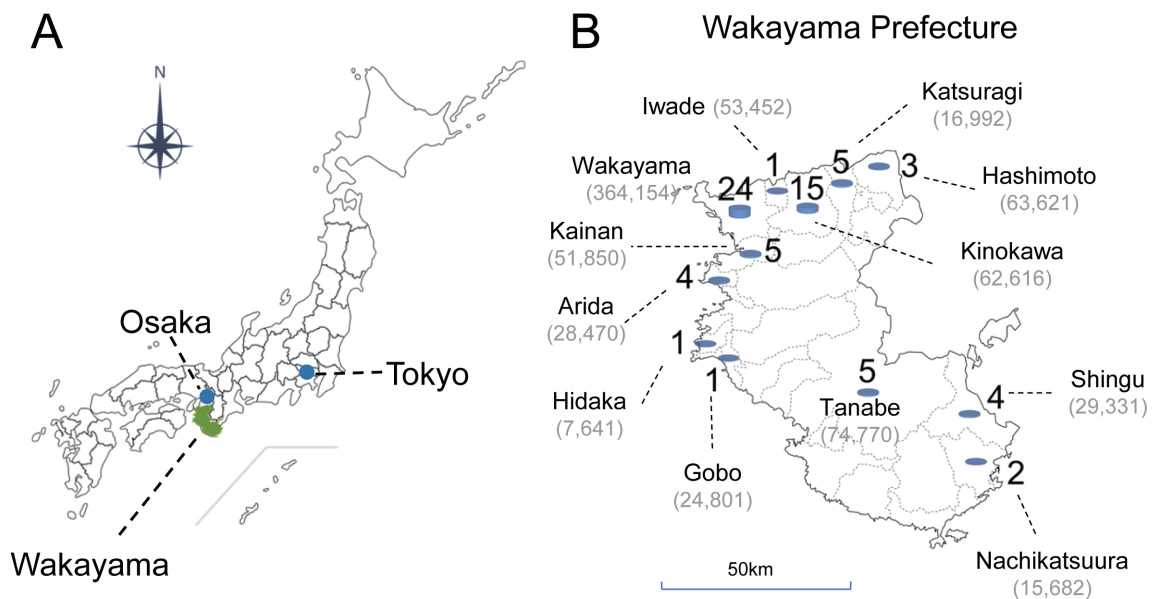 A
N
Osaka
Tokyo
Wakayama
B
Wakayama Prefecture
Katsuragi
(16,992)
Iwade (53,452)
Wakayama
(364,154)
24
1
15
5
3
Hashimoto
(63,621)
Kainan
(51,850)
5
Kinokawa
(62,616)
4
Arida
(28,470)
1
1
Hidaka
(7,641)
Gobo
(24,801)
5
Tanabe
(74,770)
4
Shingu
(29,331)
2
Nachikatsuura
(15,682)
50km